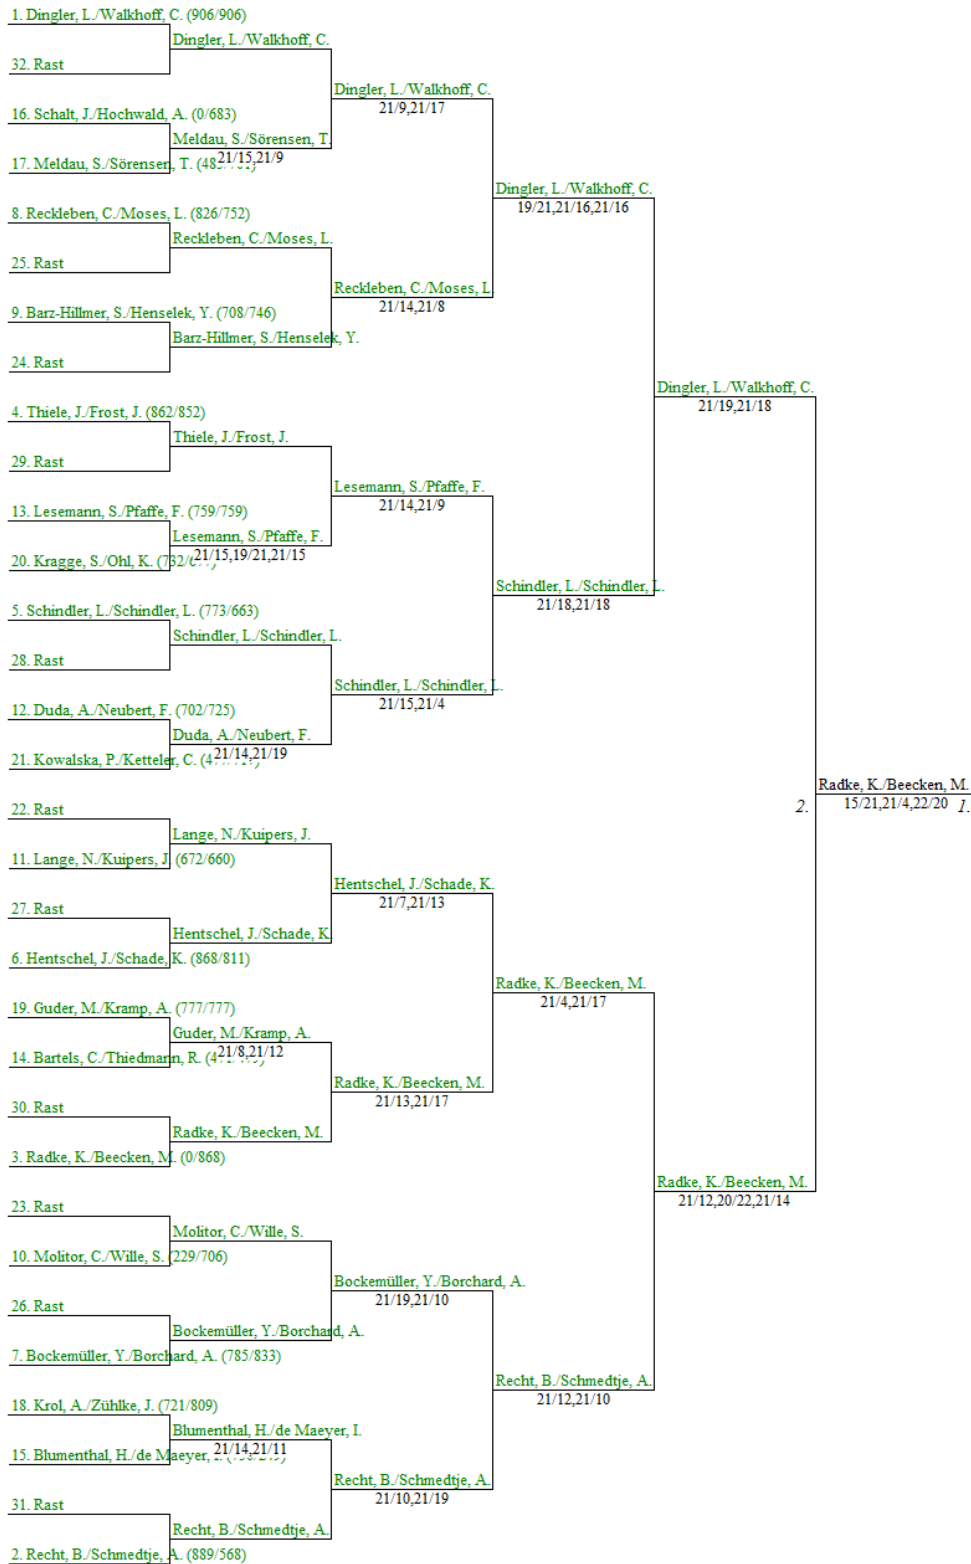 1. Dingler, L./Walkhoff, C. (906/906)
Dingler, L./Walkhoff, C.
32. Rast
Dingler, L./Walkhoff, C.
21/9,21/17
16. Schalt, J./Hochwald, A. (0/683)
Meldau, S./Sörensen, T.
21/15,21/9
17. Meldau, S./Sörensen, T.
Dingler, L./Walkhoff, C.
19/21,21/16,21/16
8. Reckleben, C./Moses, L. (826/752)
Reckleben, C./Moses, L.
25. Rast
Reckleben, C./Moses, L.
21/14,21/8
9. Barz-Hillmer, S./Henselek, Y. (708/746)
Barz-Hillmer, S./Henselek, Y.
24. Rast
Dingler, L./Walkhoff, C.
21/19,21/18
4. Thiele, J./Frost, J. (862/852)
Thiele, J./Frost, J.
29. Rast
Lesemann, S./Pfaffe, F.
21/14,21/9
13. Lesemann, S./Pfaffe, F. (759/759)
Lesemann, S./Pfaffe, F.
21/15,19/21,21/15
20. Kragge, S./Ohl, K.
Schindler, L./Schindler, L.
21/18,21/18
5. Schindler, L./Schindler, L. (773/663)
Schindler, L./Schindler, L.
28. Rast
Schindler, L./Schindler, L.
21/15,21/4
12. Duda, A./Neubert, F. (702/725)
Duda, A./Neubert, F.
21/14,21/19
21. Kowalska, P./Ketteler, C.
Radke, K./Beecken, M.
2. 15/21,21/4,22/20 1.
22. Rast
Lange, N./Kuipers, J.
11. Lange, N./Kuipers, J. (672/660)
Hentschel, J./Schade, K.
21/7,21/13
27. Rast
Hentschel, J./Schade, K.
6. Hentschel, J./Schade, K. (868/811)
Radke, K./Beecken, M.
21/4,21/17
19. Guder, M./Kramp, A. (777/777)
Guder, M./Kramp, A.
21/8,21/12
14. Bartels, C./Thiedmann, R.
Radke, K./Beecken, M.
21/13,21/17
30. Rast
Radke, K./Beecken, M.
3. Radke, K./Beecken, M. (0/868)
Radke, K./Beecken, M.
21/12,20/22,21/14
23. Rast
Molitor, C./Wille, S.
10. Molitor, C./Wille, S. (229/706)
Bockemüller, Y./Borchard, A.
21/19,21/10
26. Rast
Bockemüller, Y./Borchard, A.
7. Bockemüller, Y./Borchard, A. (785/833)
Recht, B./Schmedtje, A.
21/12,21/10
18. Krol, A./Zühlke, J. (721/809)
Blumenthal, H./de Maeyer, I.
21/14,21/11
15. Blumenthal, H./de Maeyer,
Recht, B./Schmedtje, A.
21/10,21/19
31. Rast
Recht, B./Schmedtje, A.
2. Recht, B./Schmedtje, A. (889/568)